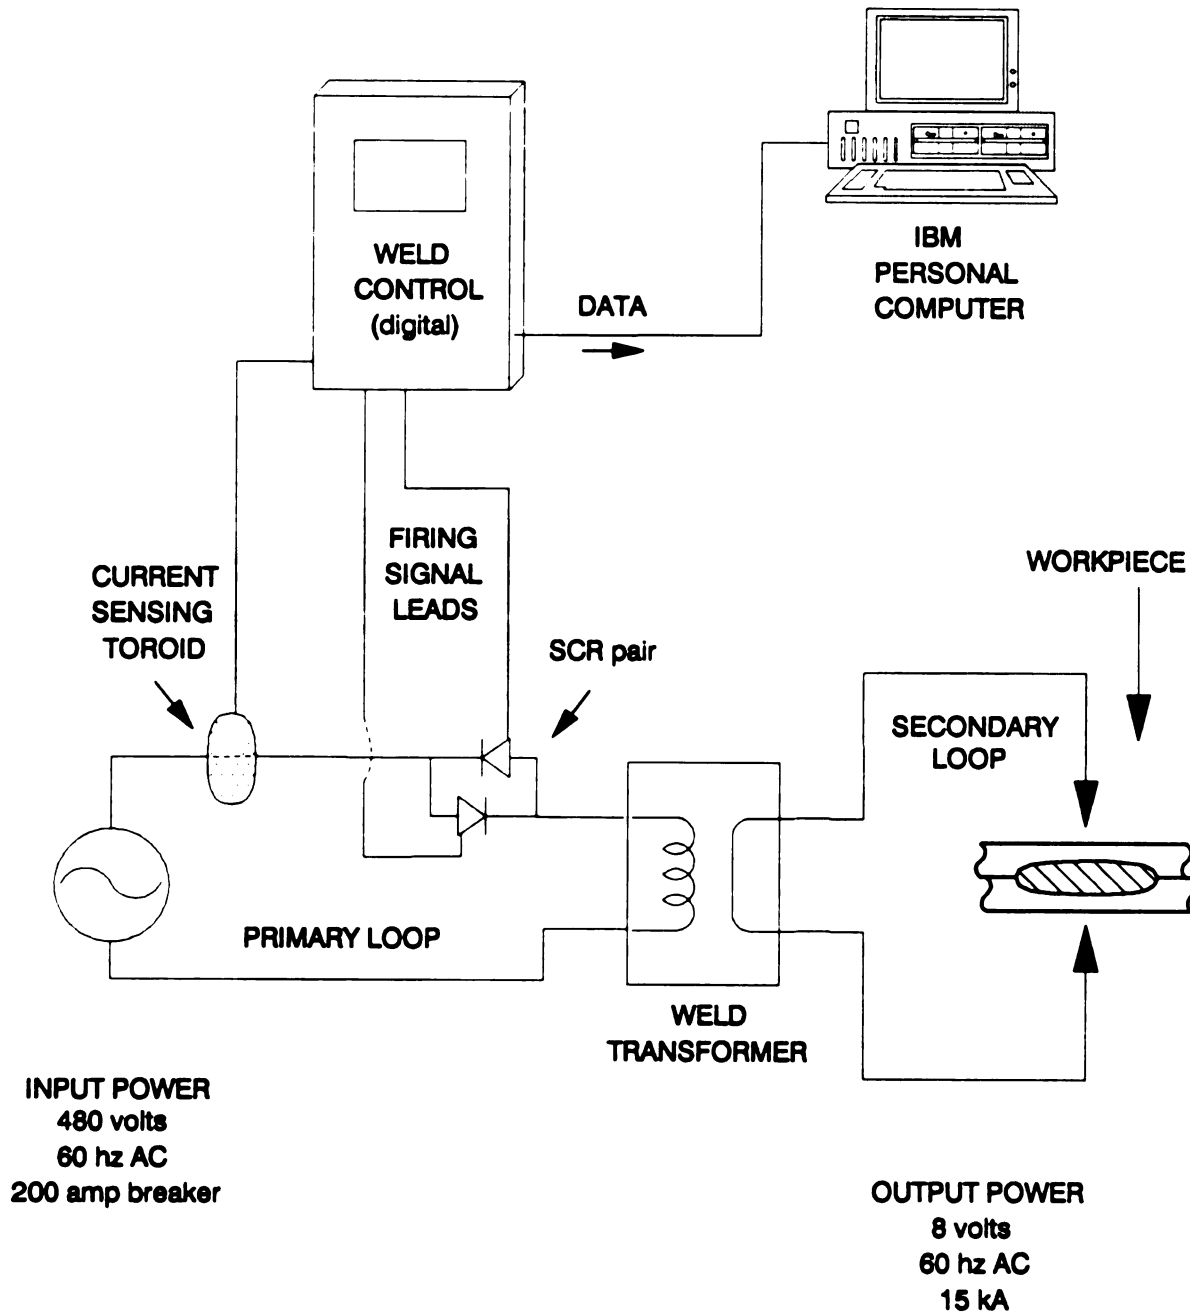 WELD
CONTROL
(digital)
IBM
PERSONAL
COMPUTER
DATA
FIRING
SIGNAL
LEADS
CURRENT
SENSING
TOROID
SCR pair
WORKPIECE
SECONDARY
LOOP
PRIMARY LOOP
WELD
TRANSFORMER
INPUT POWER
480 volts
60 hz AC
200 amp breaker
OUTPUT POWER
8 volts
60 hz AC
15 kA